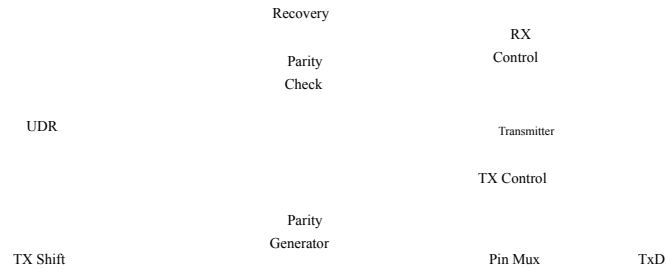 Recovery
RX
Control
Parity
Check
UDR
Transmitter
TX Control
Parity
Generator
TX Shift
Pin Mux
TxD